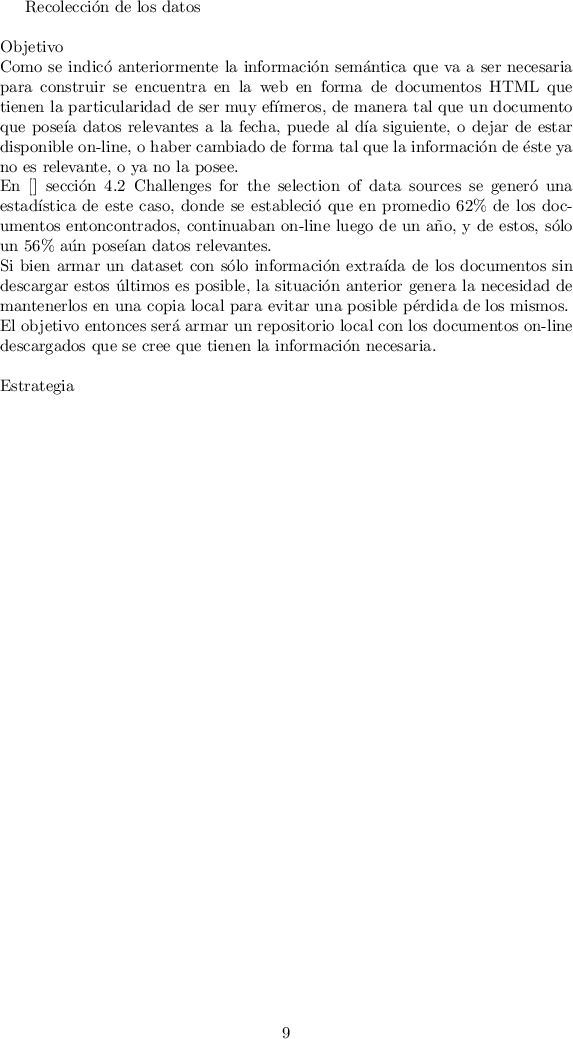 Recolección de los datos
Objetivo
Como se indicó anteriormente la información semántica que va a ser necesaria
para construir se encuentra en la web en forma de documentos HTML que
tienen la particularidad de ser muy efímeros, de manera tal que un documento
que poseía datos relevantes a la fecha, puede al día siguiente, o dejar de estar
disponible on-line, o haber cambiado de forma tal que la información de éste ya
no es relevante, o ya no la posee.
En [] sección 4.2 Challenges for the selection of data sources se generó una
estadística de este caso, donde se estableció que en promedio 62% de los doc-
umentos entoncontrados, continuaban on-line luego de un año, y de estos, sólo
un 56% aún poseían datos relevantes.
Si bien armar un dataset con sólo información extraída de los documentos sin
descargar estos últimos es posible, la situación anterior genera la necesidad de
mantenerlos en una copia local para evitar una posible pérdida de los mismos.
El objetivo entonces será armar un repositorio local con los documentos on-line
descargados que se cree que tienen la información necesaria.
Estrategia
9